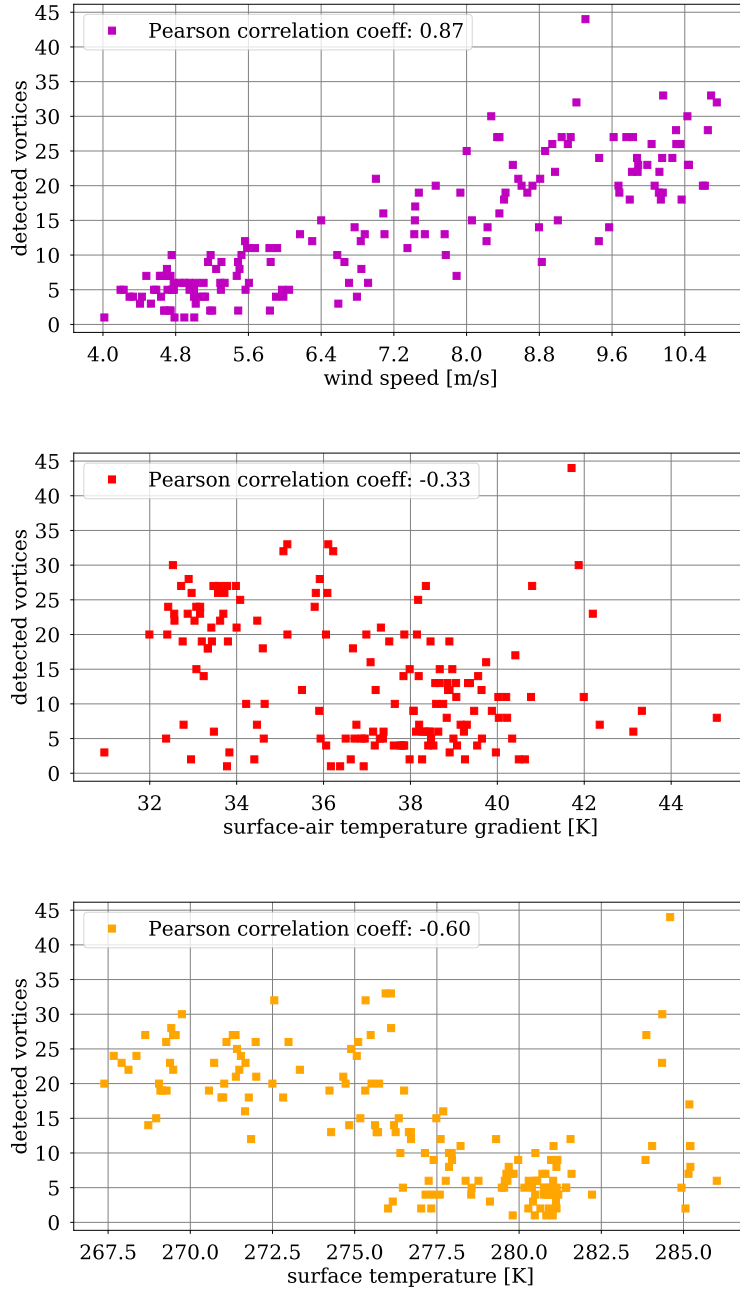 Pearson correlation coeff: 0.87
detected vortices
45
40
35
30
25
20
15
10
5
0
4.0 4.8 5.6 6.4 7.2 8.0 8.8 9.6 10.4
wind speed [m/s]
Pearson correlation coeff: -0.33
detected vortices
45
40
35
30
25
20
15
10
5
0
32 34 36 38 40 42 44
surface-air temperature gradient [K]
Pearson correlation coeff: -0.60
detected vortices
45
40
35
30
25
20
15
10
5
0
267.5 270.0 272.5 275.0 277.5 280.0 282.5 285.0
surface temperature [K]